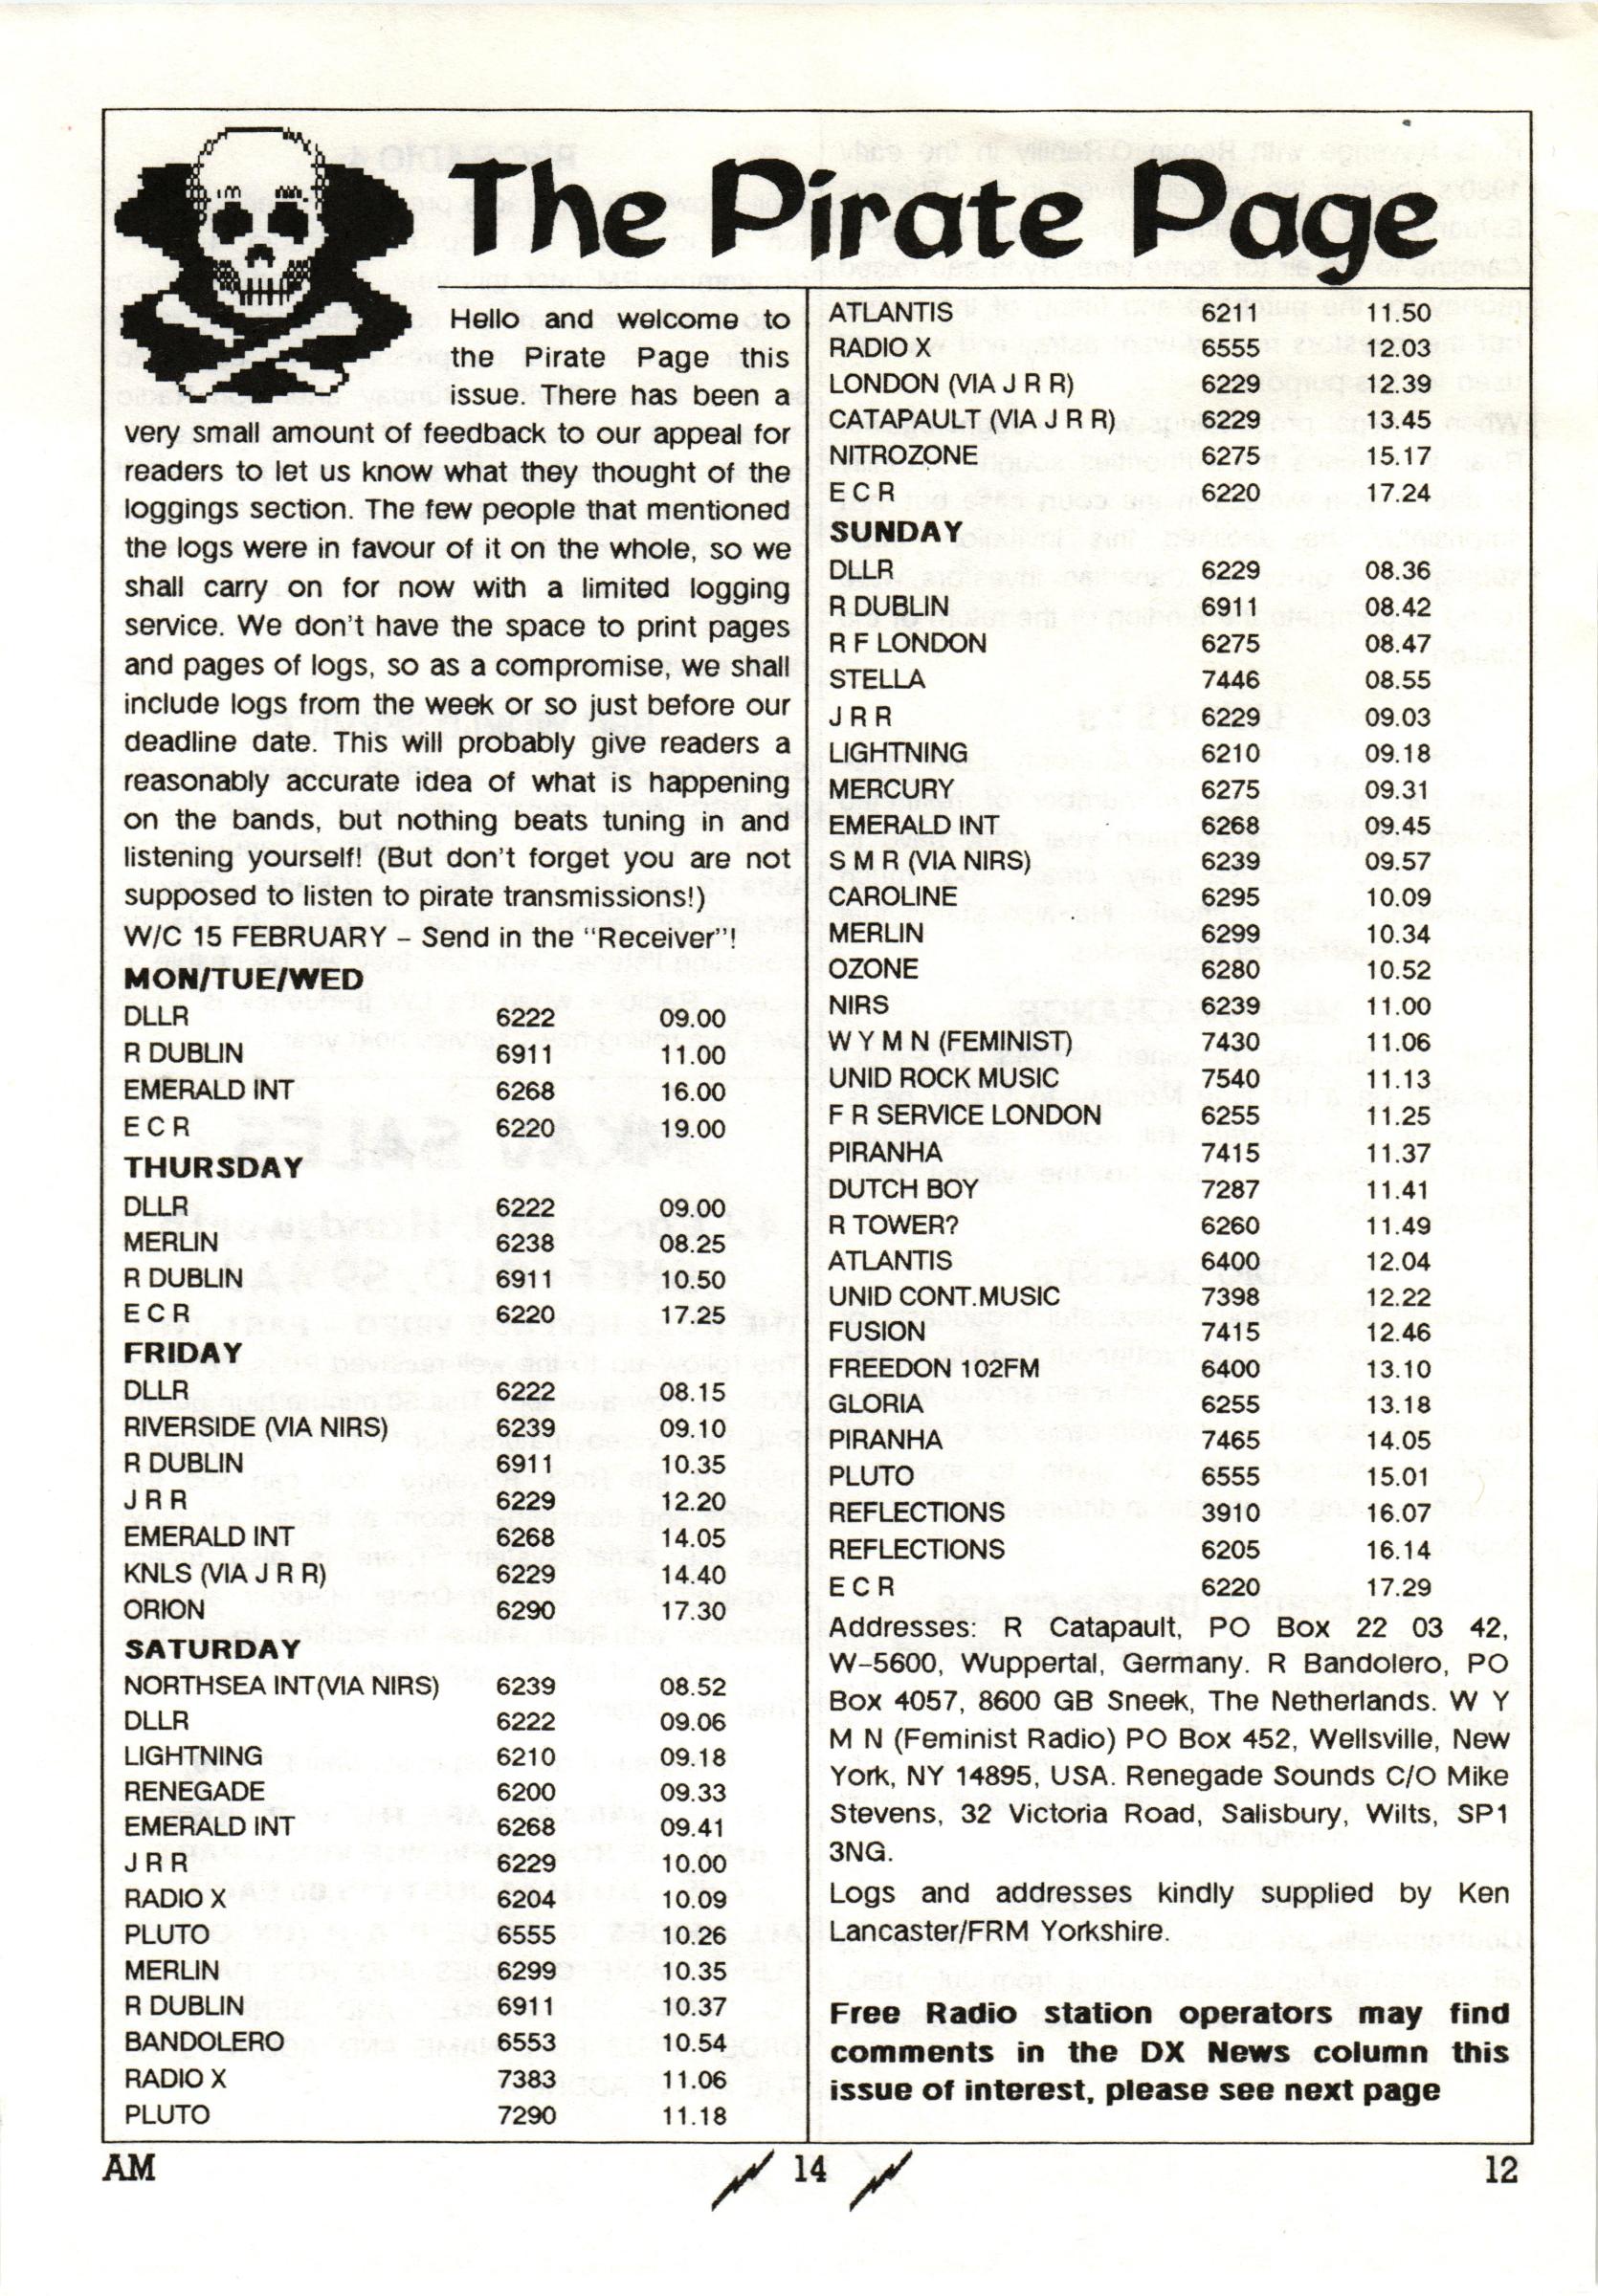 The Pirate Page
Hello and welcome to
the Pirate Page this
issue. There has been a
very small amount of feedback to our appeal for
readers to let us know what they thought of the
loggings section. The few people that mentioned
the logs were in favour of it on the whole, so we
shall carry on for now with a limited logging
service. We don't have the space to print pages
and pages of logs, so as a compromise, we shall
include logs from the week or so just before our
deadline date. This will probably give readers a
reasonably accurate idea of what is happening
on the bands, but nothing beats tuning in and
listening yourself! (But don't forget you are not
supposed to listen to pirate transmissions!)
W/C 15 FEBRUARY – Send in the "Receiver"!
MON/TUE/WED
DLLR 6222 09.00
R DUBLIN 6911 11.00
EMERALD INT 6268 16.00
E C R 6220 19.00
THURSDAY
DLLR 6222 09.00
MERLIN 6238 08.25
R DUBLIN 6911 10.50
E C R 6220 17.25
FRIDAY
DLLR 6222 08.15
RIVERSIDE (VIA NIRS) 6239 09.10
R DUBLIN 6911 10.35
J R R 6229 12.20
EMERALD INT 6268 14.05
KNLS (VIA J R R) 6229 14.40
ORION 6290 17.30
SATURDAY
NORTHSEA INT(VIA NIRS) 6239 08.52
DLLR 6222 09.06
LIGHTNING 6210 09.18
RENEGADE 6200 09.33
EMERALD INT 6268 09.41
J R R 6229 10.00
RADIO X 6204 10.09
PLUTO 6555 10.26
MERLIN 6299 10.35
R DUBLIN 6911 10.37
BANDOLERO 6553 10.54
RADIO X 7383 11.06
PLUTO 7290 11.18
ATLANTIS 6211 11.50
RADIO X 6555 12.03
LONDON (VIA J R R) 6229 12.39
CATAPAULT (VIA J R R) 6229 13.45
NITROZONE 6275 15.17
E C R 6220 17.24
SUNDAY
DLLR 6229 08.36
R DUBLIN 6911 08.42
R F LONDON 6275 08.47
STELLA 7446 08.55
J R R 6229 09.03
LIGHTNING 6210 09.18
MERCURY 6275 09.31
EMERALD INT 6268 09.45
S M R (VIA NIRS) 6239 09.57
CAROLINE 6295 10.09
MERLIN 6299 10.34
OZONE 6280 10.52
NIRS 6239 11.00
W Y M N (FEMINIST) 7430 11.06
UNID ROCK MUSIC 7540 11.13
F R SERVICE LONDON 6255 11.25
PIRANHA 7415 11.37
DUTCH BOY 7287 11.41
R TOWER? 6260 11.49
ATLANTIS 6400 12.04
UNID CONT.MUSIC 7398 12.22
FUSION 7415 12.46
FREEDON 102FM 6400 13.10
GLORIA 6255 13.18
PIRANHA 7465 14.05
PLUTO 6555 15.01
REFLECTIONS 3910 16.07
REFLECTIONS 6205 16.14
E C R 6220 17.29
Addresses: R Catapault, PO Box 22 03 42,
W–5600, Wuppertal, Germany. R Bandolero, PO
Box 4057, 8600 GB Sneek, The Netherlands. W Y
M N (Feminist Radio) PO Box 452, Wellsville, New
York, NY 14895, USA. Renegade Sounds C/O Mike
Stevens, 32 Victoria Road, Salisbury, Wilts, SP1
3NG.
Logs and addresses kindly supplied by Ken
Lancaster/FRM Yorkshire.
Free Radio station operators may find
comments in the DX News column this
issue of interest, please see next page
AM 14 12